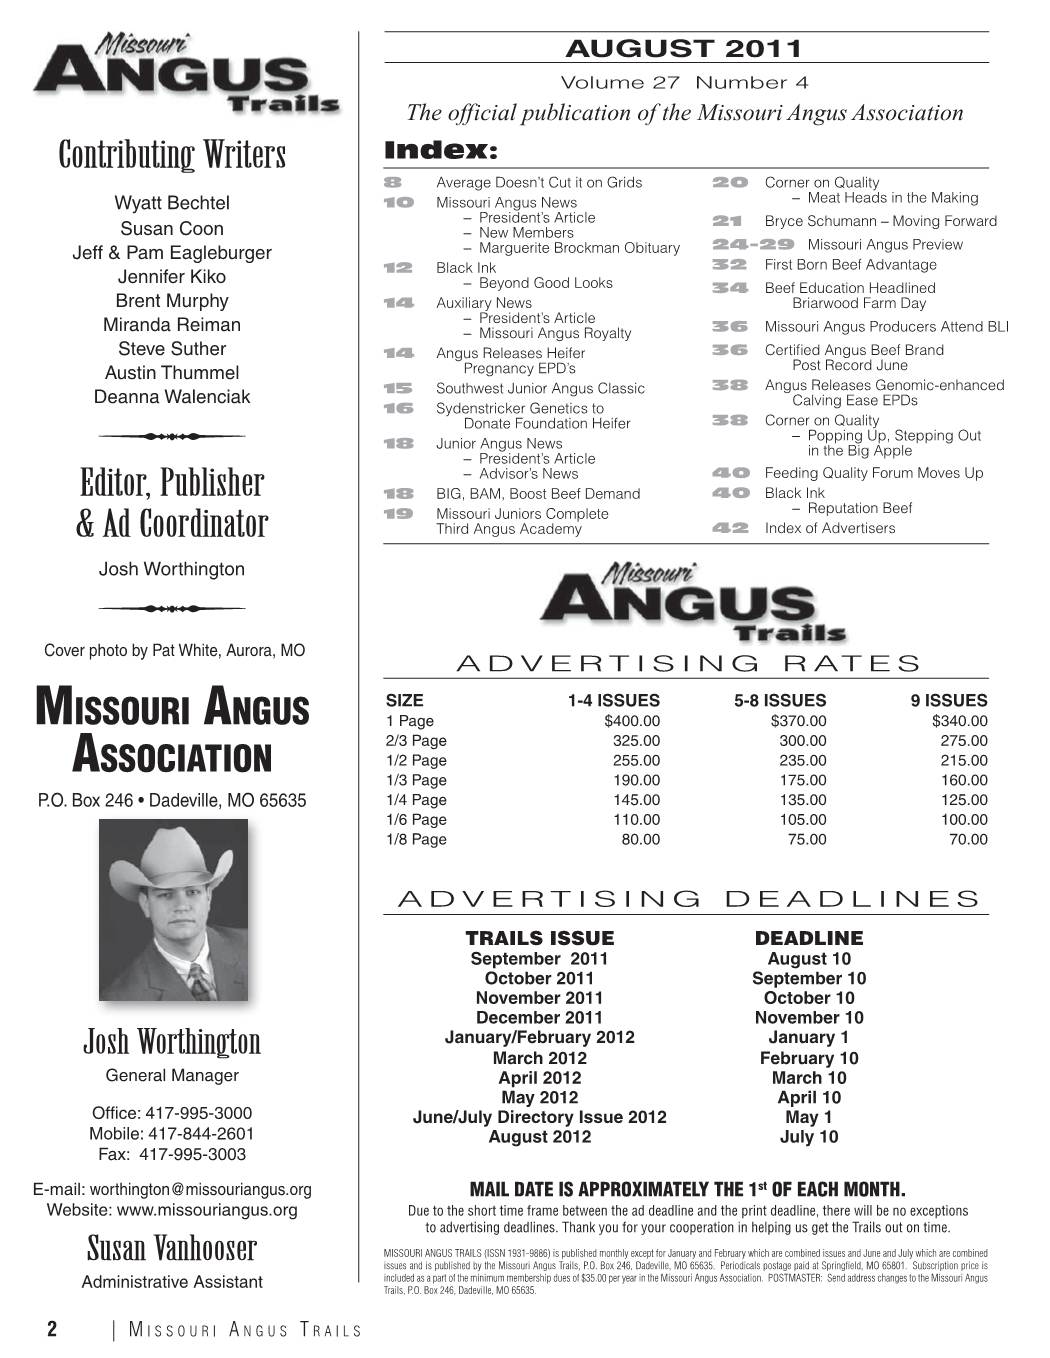 Missouri
ANGUS
Trails
Contributing Writers
Wyatt Bechtel
Susan Coon
Jeff & Pam Eagleburger
Jennifer Kiko
Brent Murphy
Miranda Reiman
Steve Suther
Austin Thummel
Deanna Walenciak
Editor, Publisher
& Ad Coordinator
Josh Worthington
Cover photo by Pat White, Aurora, MO
MISSOURI ANGUS
ASSOCIATION
P.O. Box 246 • Dadeville, MO 65635
Josh Worthington
General Manager
Office: 417-995-3000
Mobile: 417-844-2601
Fax: 417-995-3003
E-mail: worthington@missouriangus.org
Website: www.missouriangus.org
Susan Vanhooser
Administrative Assistant
AUGUST 2011
Volume 27 Number 4
The official publication of the Missouri Angus Association
Index:
8 Average Doesn't Cut it on Grids
10 Missouri Angus News
– President's Article
– New Members
– Marguerite Brockman Obituary
12 Black Ink
– Beyond Good Looks
14 Auxiliary News
– President's Article
– Missouri Angus Royalty
14 Angus Releases Heifer
Pregnancy EPD's
15 Southwest Junior Angus Classic
16 Sydenstricker Genetics to
Donate Foundation Heifer
18 Junior Angus News
– President's Article
– Advisor's News
18 BIG, BAM, Boost Beef Demand
19 Missouri Juniors Complete
Third Angus Academy
20 Corner on Quality
– Meat Heads in the Making
21 Bryce Schumann – Moving Forward
24-29 Missouri Angus Preview
32 First Born Beef Advantage
34 Beef Education Headlined
Briarwood Farm Day
36 Missouri Angus Producers Attend BLI
36 Certified Angus Beef Brand
Post Record June
38 Angus Releases Genomic-enhanced
Calving Ease EPDs
38 Corner on Quality
– Popping Up, Stepping Out
in the Big Apple
40 Feeding Quality Forum Moves Up
40 Black Ink
– Reputation Beef
42 Index of Advertisers
Missouri
ANGUS
Trails
ADVERTISING RATES
SIZE 1-4 ISSUES 5-8 ISSUES 9 ISSUES
1 Page $400.00 $370.00 $340.00
2/3 Page 325.00 300.00 275.00
1/2 Page 255.00 235.00 215.00
1/3 Page 190.00 175.00 160.00
1/4 Page 145.00 135.00 125.00
1/6 Page 110.00 105.00 100.00
1/8 Page 80.00 75.00 70.00
ADVERTISING DEADLINES
TRAILS ISSUE DEADLINE
September 2011 August 10
October 2011 September 10
November 2011 October 10
December 2011 November 10
January/February 2012 January 1
March 2012 February 10
April 2012 March 10
May 2012 April 10
June/July Directory Issue 2012 May 1
August 2012 July 10
MAIL DATE IS APPROXIMATELY THE 1st OF EACH MONTH.
Due to the short time frame between the ad deadline and the print deadline, there will be no exceptions
to advertising deadlines. Thank you for your cooperation in helping us get the Trails out on time.
MISSOURI ANGUS TRAILS (ISSN 1931-9886) is published monthly except for January and February which are combined issues and June and July which are combined
issues and is published by the Missouri Angus Trails, P.O. Box 246, Dadeville, MO 65635. Periodicals postage paid at Springfield, MO 65801. Subscription price is
included as a part of the minimum membership dues of $35.00 per year in the Missouri Angus Association. POSTMASTER: Send address changes to the Missouri Angus
Trails, P.O. Box 246, Dadeville, MO 65635.
2 | MISSOURI ANGUS TRAILS